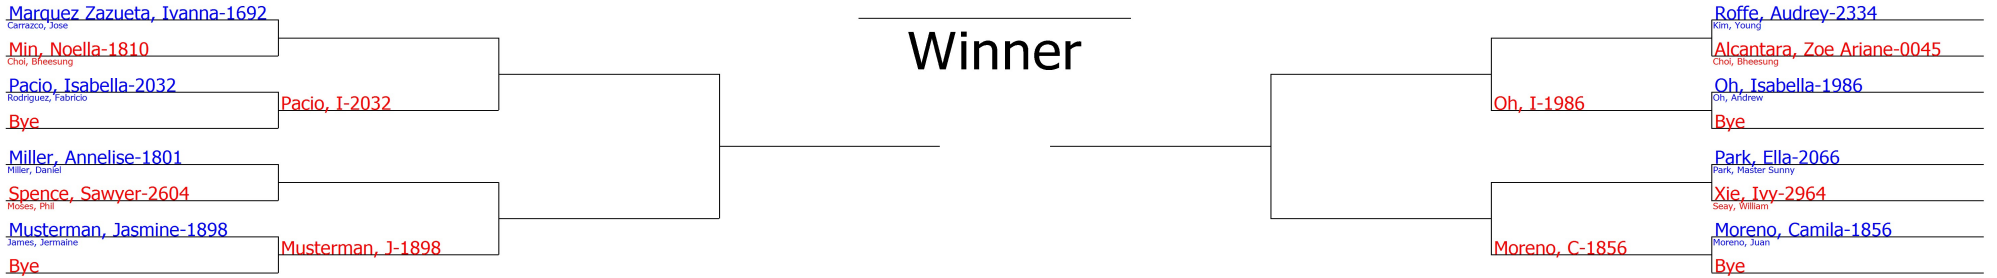 Marquez Zazueta, Ivanna-1692
Carrazco, Jose
Min, Noella-1810
Choi, Bheesung
Pacio, Isabella-2032
Rodriguez, Fabricio
Bye
Pacio, I-2032
Miller, Annelise-1801
Miller, Daniel
Spence, Sawyer-2604
Moses, Phil
Musterman, Jasmine-1898
James, Jermaine
Bye
Musterman, J-1898
Winner
Roffe, Audrey-2334
Kim, Young
Alcantara, Zoe Ariane-0045
Choi, Bheesung
Oh, Isabella-1986
Oh, Andrew
Bye
Oh, I-1986
Park, Ella-2066
Park, Master Sunny
Xie, Ivy-2964
Seay, William
Moreno, Camila-1856
Moreno, Juan
Bye
Moreno, C-1856